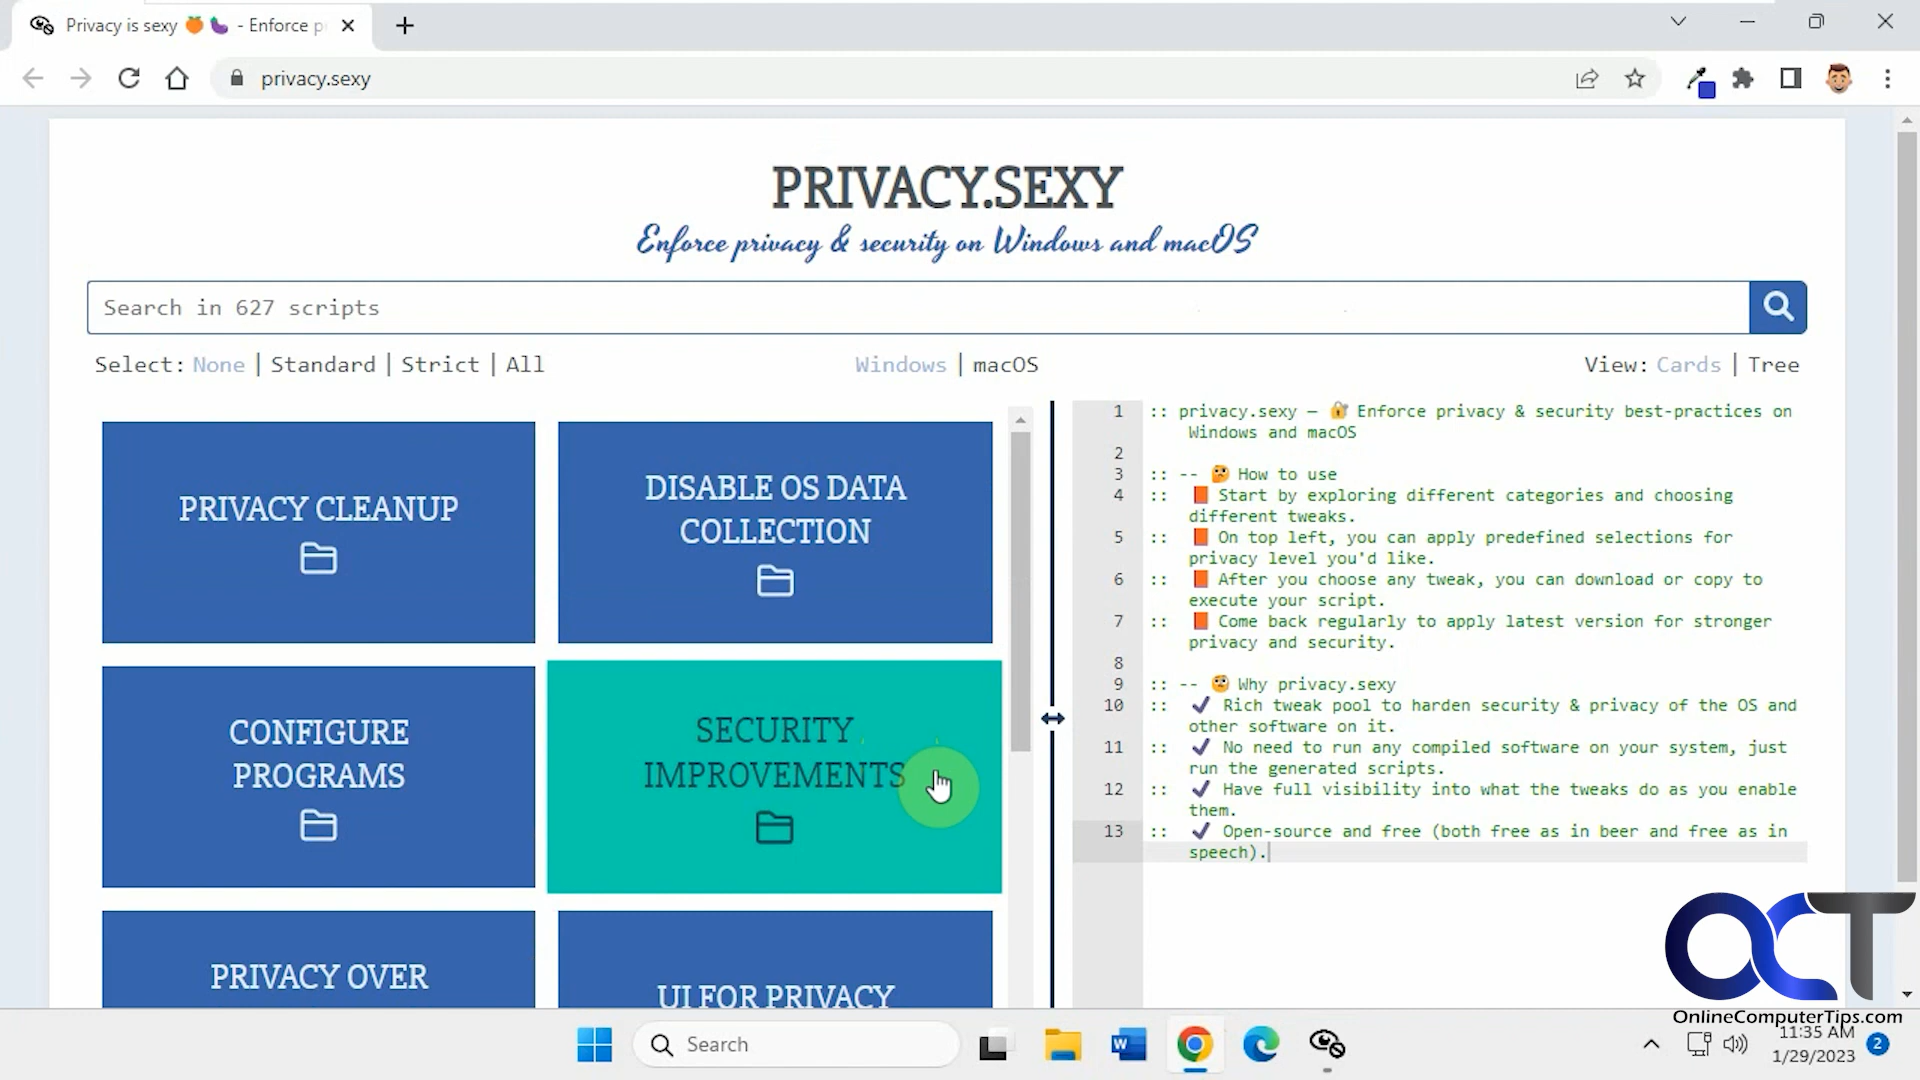 Privacy is sexy 🍑 🍆 - Enforce p
privacy.sexy
PRIVACY.SEXY
Enforce privacy & security on Windows and macOS
Search in 627 scripts
Select: None | Standard | Strict | All
Windows | macOS
View: Cards | Tree
PRIVACY CLEANUP
DISABLE OS DATA
COLLECTION
CONFIGURE
PROGRAMS
SECURITY
IMPROVEMENTS
PRIVACY OVER
UI FOR PRIVACY
1 :: privacy.sexy — 🔐 Enforce privacy & security best-practices on
Windows and macOS
2
3 :: -- 🤔 How to use
4 :: 📙 Start by exploring different categories and choosing
different tweaks.
5 :: 📙 On top left, you can apply predefined selections for
privacy level you'd like.
6 :: 📙 After you choose any tweak, you can download or copy to
execute your script.
7 :: 📙 Come back regularly to apply latest version for stronger
privacy and security.
8
9 :: -- 🧐 Why privacy.sexy
10 :: ✔ Rich tweak pool to harden security & privacy of the OS and
other software on it.
11 :: ✔ No need to run any compiled software on your system, just
run the generated scripts.
12 :: ✔ Have full visibility into what the tweaks do as you enable
them.
13 :: ✔ Open-source and free (both free as in beer and free as in
speech).
OCT
OnlineComputerTips.com
Search
W
11:35 AM
1/29/2023
2